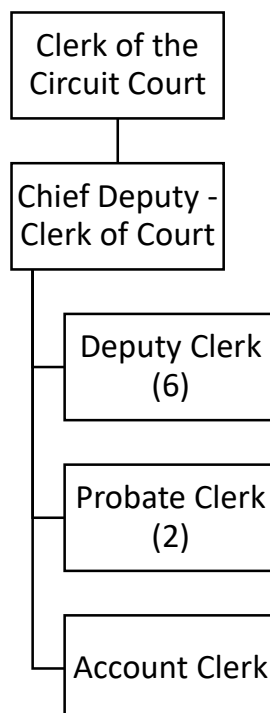 Clerk of the
Circuit Court
Chief Deputy -
Clerk of Court
Deputy Clerk
(6)
Probate Clerk
(2)
Account Clerk